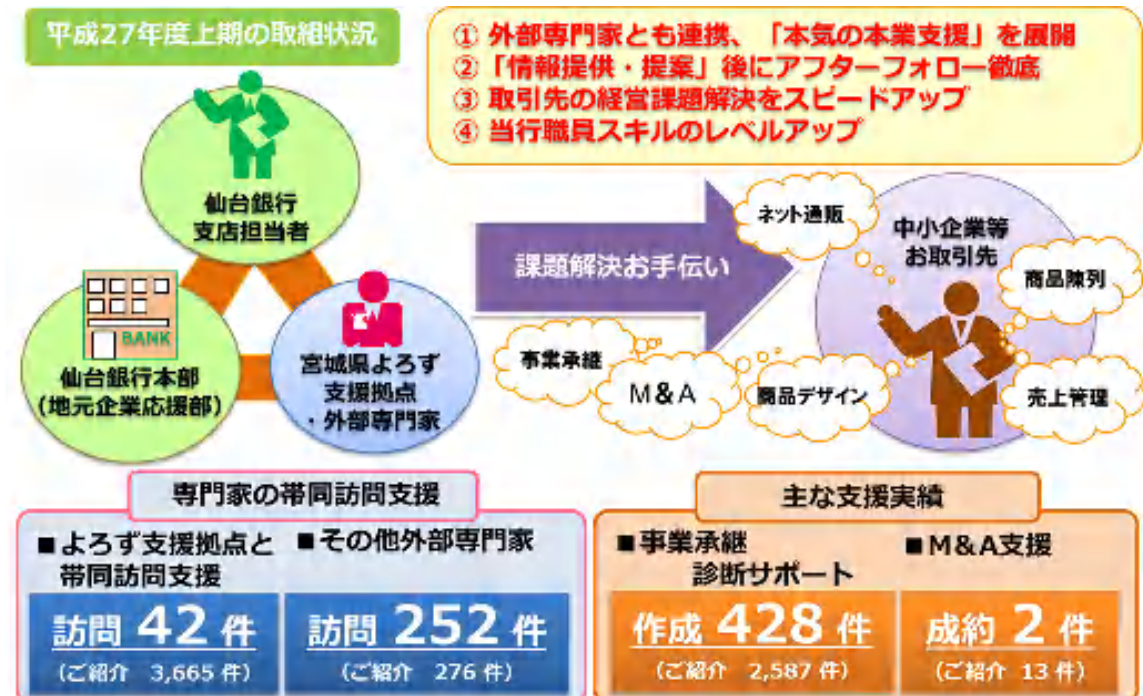 平成27年度上期の取組状況
① 外部専門家とも連携、「本気の本業支援」を展開
②「情報提供・提案」後にアフターフォロー徹底
③ 取引先の経営課題解決をスピードアップ
④ 当行職員スキルのレベルアップ
仙台銀行
支店担当者
BANK
仙台銀行本部
(地元企業応援部)
宮城県よろず
支援拠点
・外部専門家
課題解決お手伝い
ネット通販
中小企業等
お取引先
商品陳列
事業承継
M&A
商品デザイン
売上管理
専門家の帯同訪問支援
■よろず支援拠点と
帯同訪問支援
訪問 42 件
(ご紹介 3,665 件)
■その他外部専門家
訪問 252 件
(ご紹介 276 件)
主な支援実績
■事業承継
診断サポート
作成 428 件
(ご紹介 2,587 件)
■M&A支援
成約 2 件
(ご紹介 13 件)